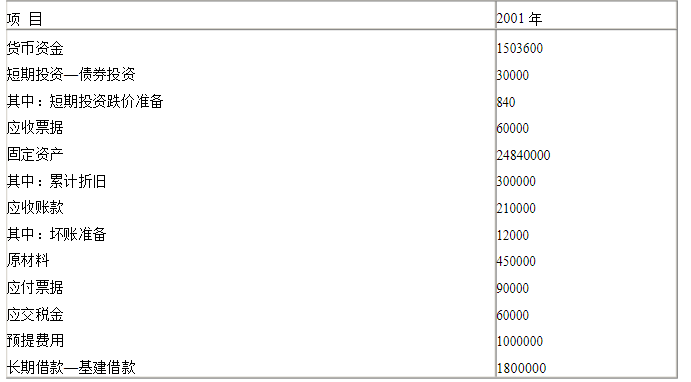 项 目 2001 年
货币资金 1503600
短期投资—债券投资 30000
其中：短期投资跌价准备 840
应收票据 60000
固定资产 24840000
其中：累计折旧 300000
应收账款 210000
其中：坏账准备 12000
原材料 450000
应付票据 90000
应交税金 60000
预提费用 1000000
长期借款—基建借款 1800000